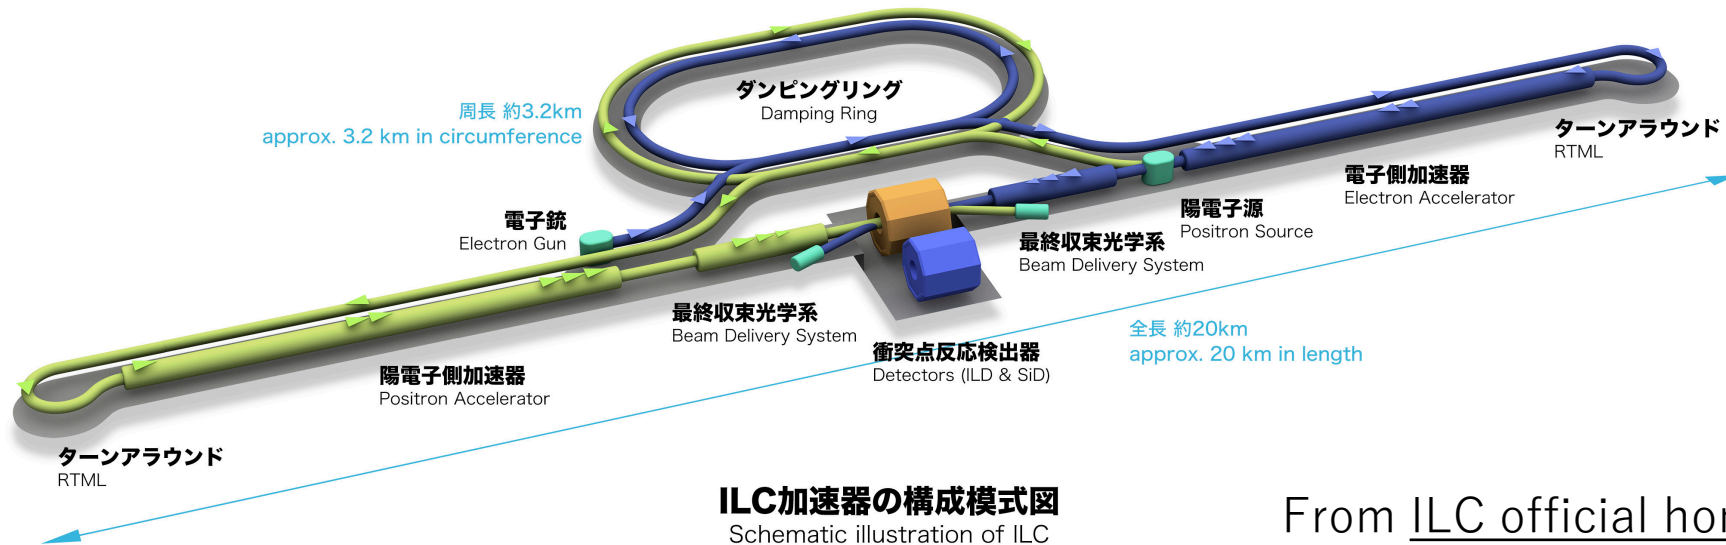 ダンピングリング
Damping Ring
周長 約3.2km
approx. 3.2 km in circumference
ターンアラウンド
RTML
電子側加速器
Electron Accelerator
陽電子源
Positron Source
電子銃
Electron Gun
最終収束光学系
Beam Delivery System
最終収束光学系
Beam Delivery System
全長 約20km
approx. 20 km in length
衝突点反応検出器
Detectors (ILD & SiD)
陽電子側加速器
Positron Accelerator
ターンアラウンド
RTML
ILC加速器の構成模式図
Schematic illustration of ILC
From ILC official